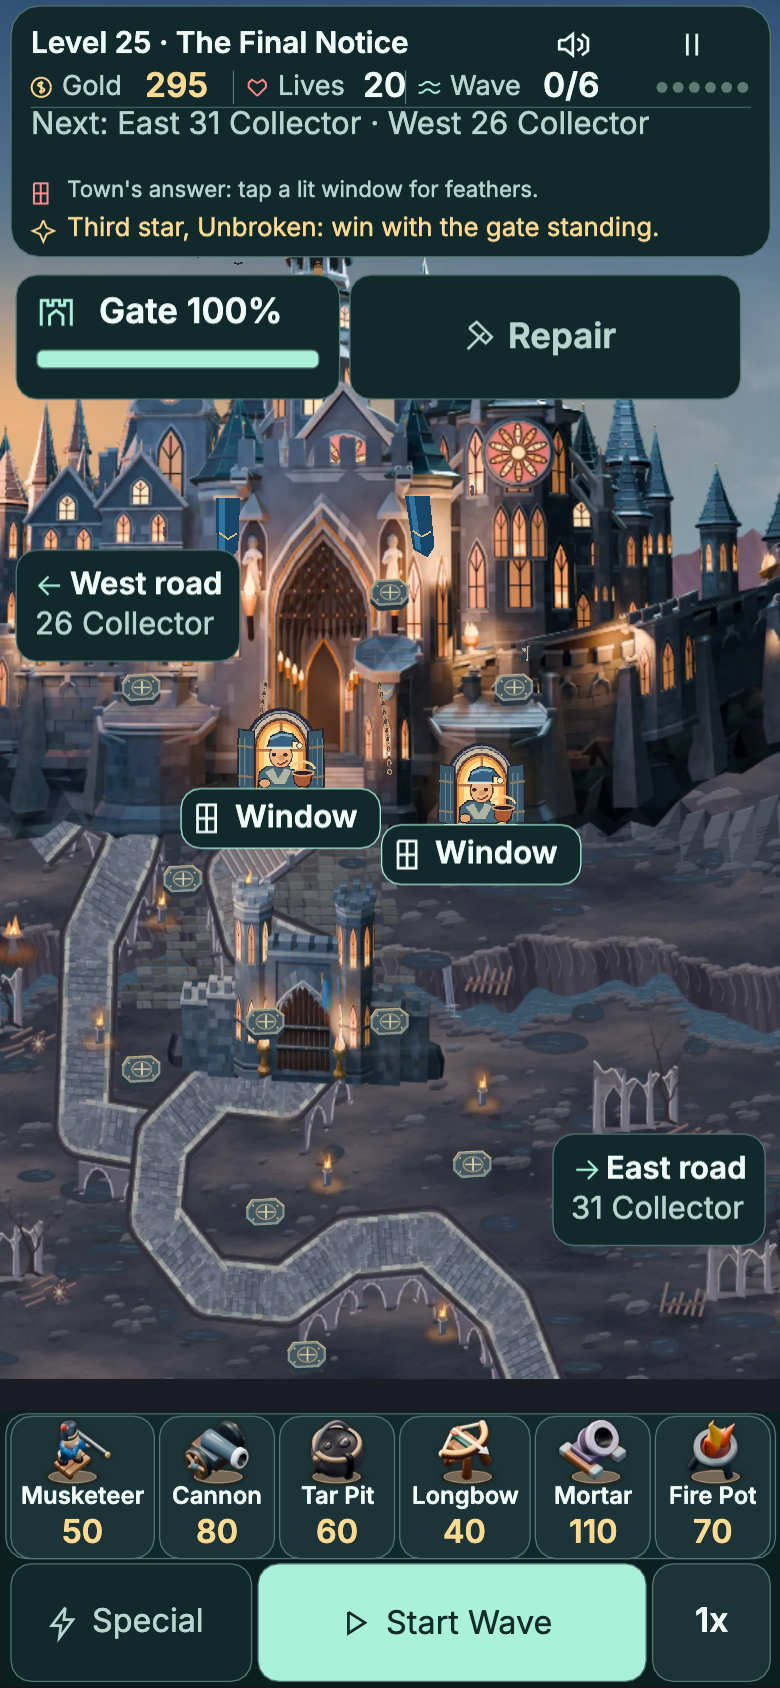 Level 25 · The Final Notice
Gold 295 Lives 20 Wave 0/6
Next: East 31 Collector · West 26 Collector
Town's answer: tap a lit window for feathers.
Third star, Unbroken: win with the gate standing.
Gate 100%
Repair
← West road
26 Collector
Window
Window
→ East road
31 Collector
Musketeer Cannon Tar Pit Longbow Mortar Fire Pot
50 80 60 40 110 70
Special
Start Wave
1x